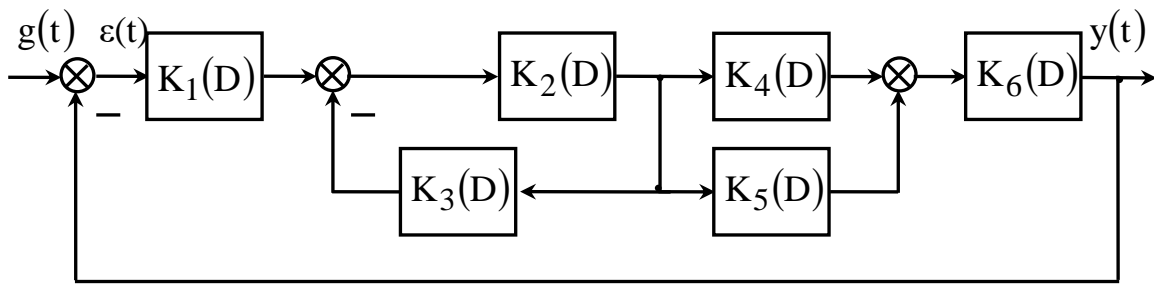 g(t) ε(t) y(t)
K₁(D) K₂(D) K₄(D) K₆(D)
− −
K₃(D) K₅(D)